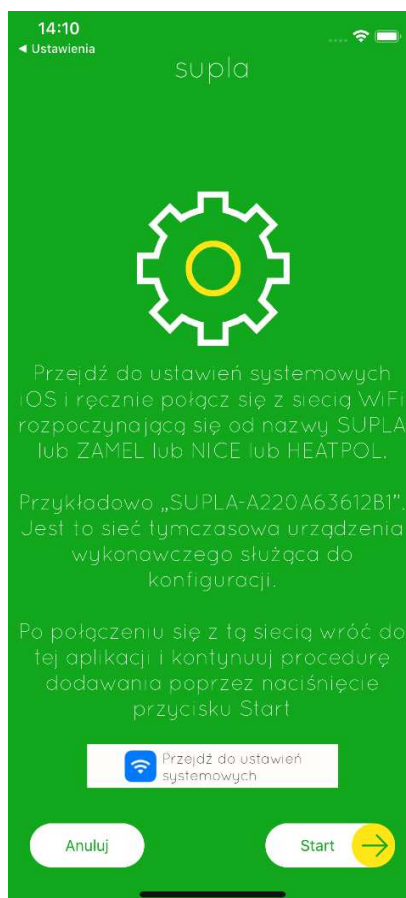 14:10
◀ Ustawienia
supla
Przejdź do ustawień systemowych
iOS i ręcznie połącz się z siecią WiFi
rozpoczynającą się od nazwy SUPLA
lub ZAMEL lub NICE lub HEATPOL.
Przykładowo „SUPLA-A220A63612B1”.
Jest to sieć tymczasowa urządzenia
wykonawczego służąca do
konfiguracji.
Po połączeniu się z tą siecią wróć do
tej aplikacji i kontynuuj procedurę
dodawania poprzez naciśnięcie
przycisku Start
Przejdź do ustawień
systemowych
Anuluj
Start